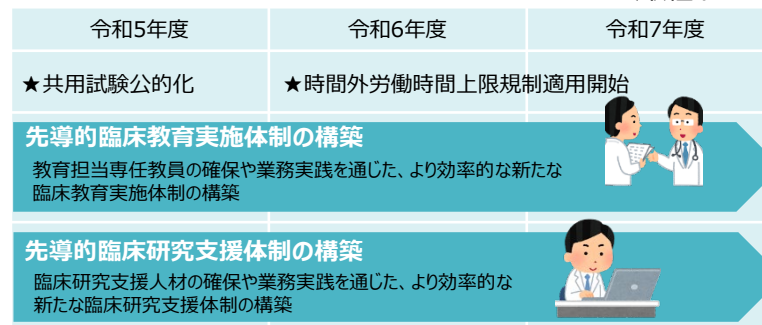 令和5年度 令和6年度 令和7年度
★共用試験公的化 ★時間外労働時間上限規制適用開始
先導的臨床教育実施体制の構築
教育担当専任教員の確保や業務実践を通じた、より効率的な新たな
臨床教育実施体制の構築
先導的臨床研究支援体制の構築
臨床研究支援人材の確保や業務実践を通じた、より効率的な
新たな臨床研究支援体制の構築